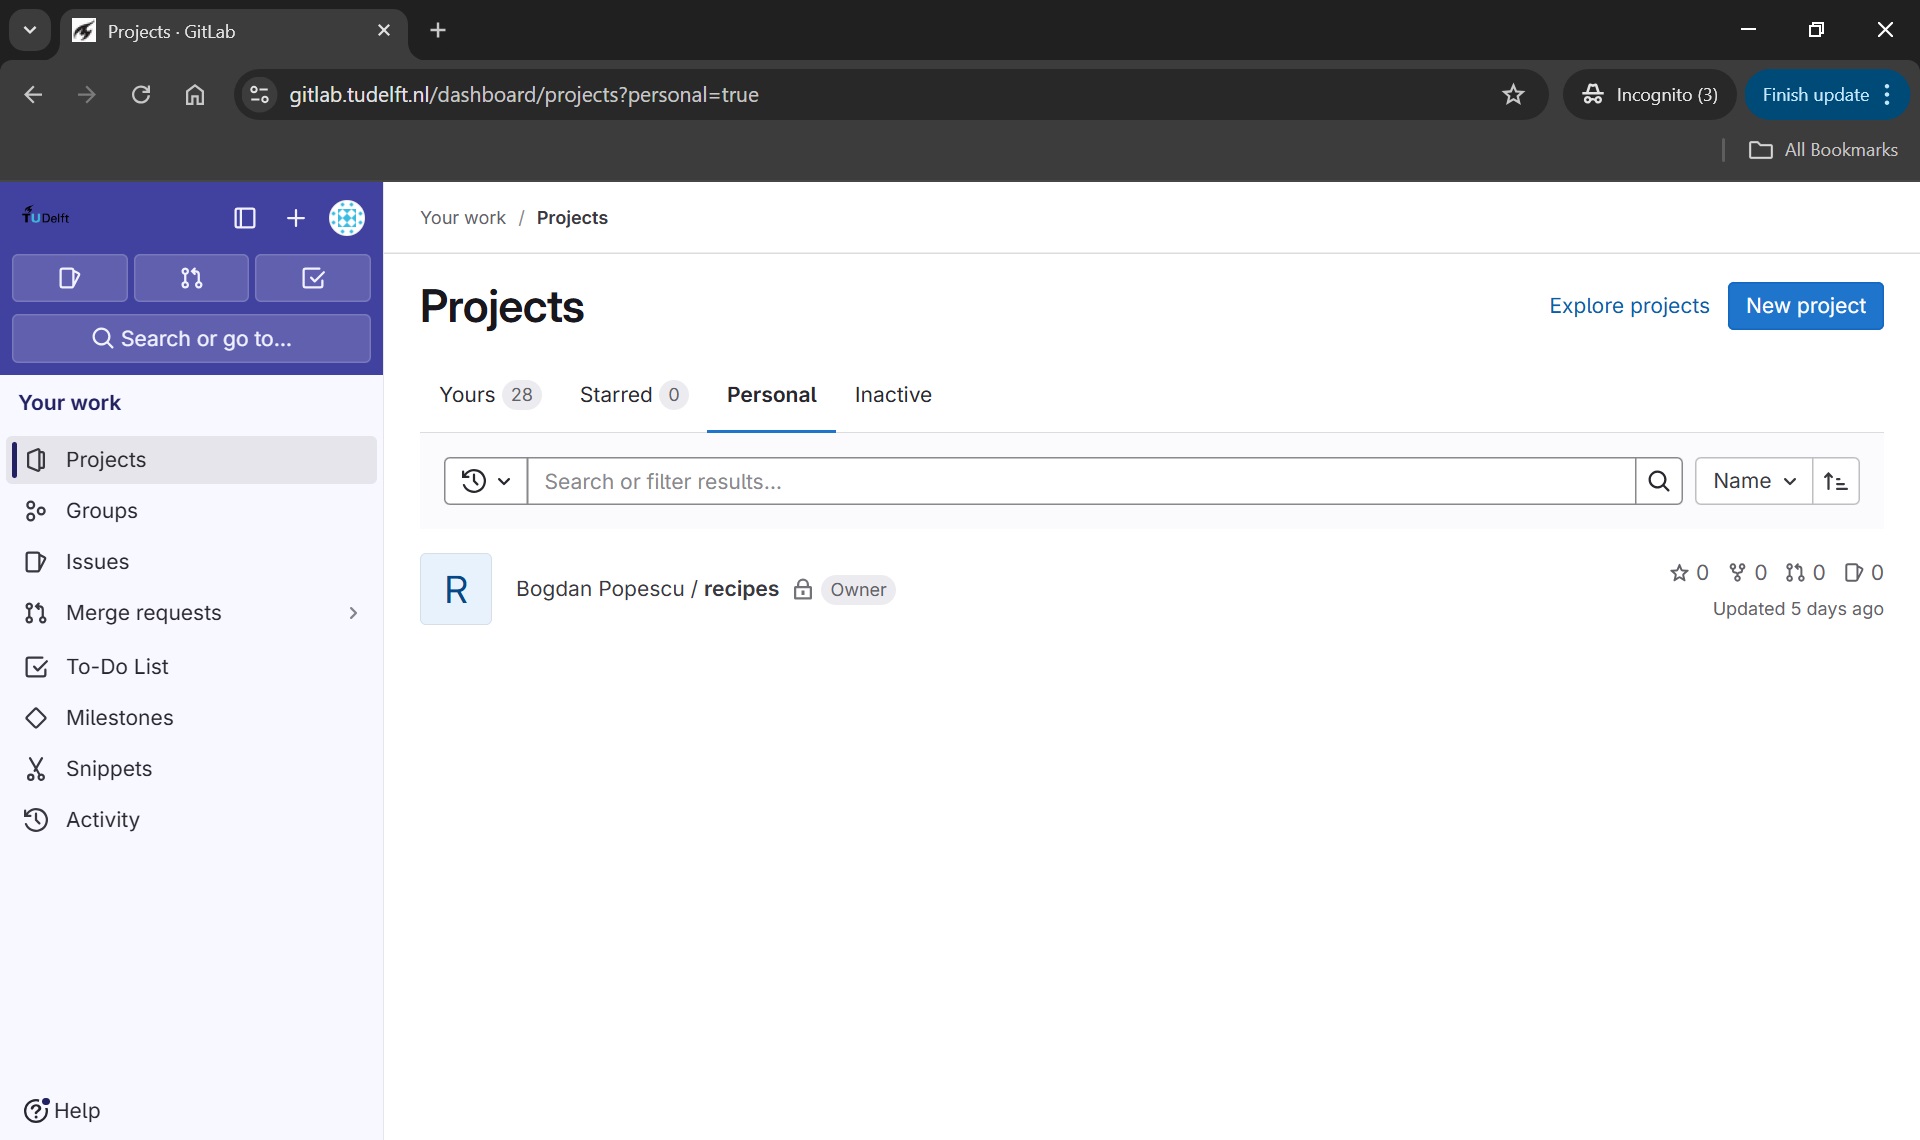 Projects · GitLab
gitlab.tudelft.nl/dashboard/projects?personal=true
Incognito (3)
Finish update
All Bookmarks
TUDelft
Search or go to...
Your work
Projects
Groups
Issues
Merge requests
To-Do List
Milestones
Snippets
Activity
Help
Your work / Projects
Projects
Explore projects
New project
Yours 28
Starred 0
Personal
Inactive
Search or filter results...
Name
R
Bogdan Popescu / recipes
Owner
0 0 0 0
Updated 5 days ago